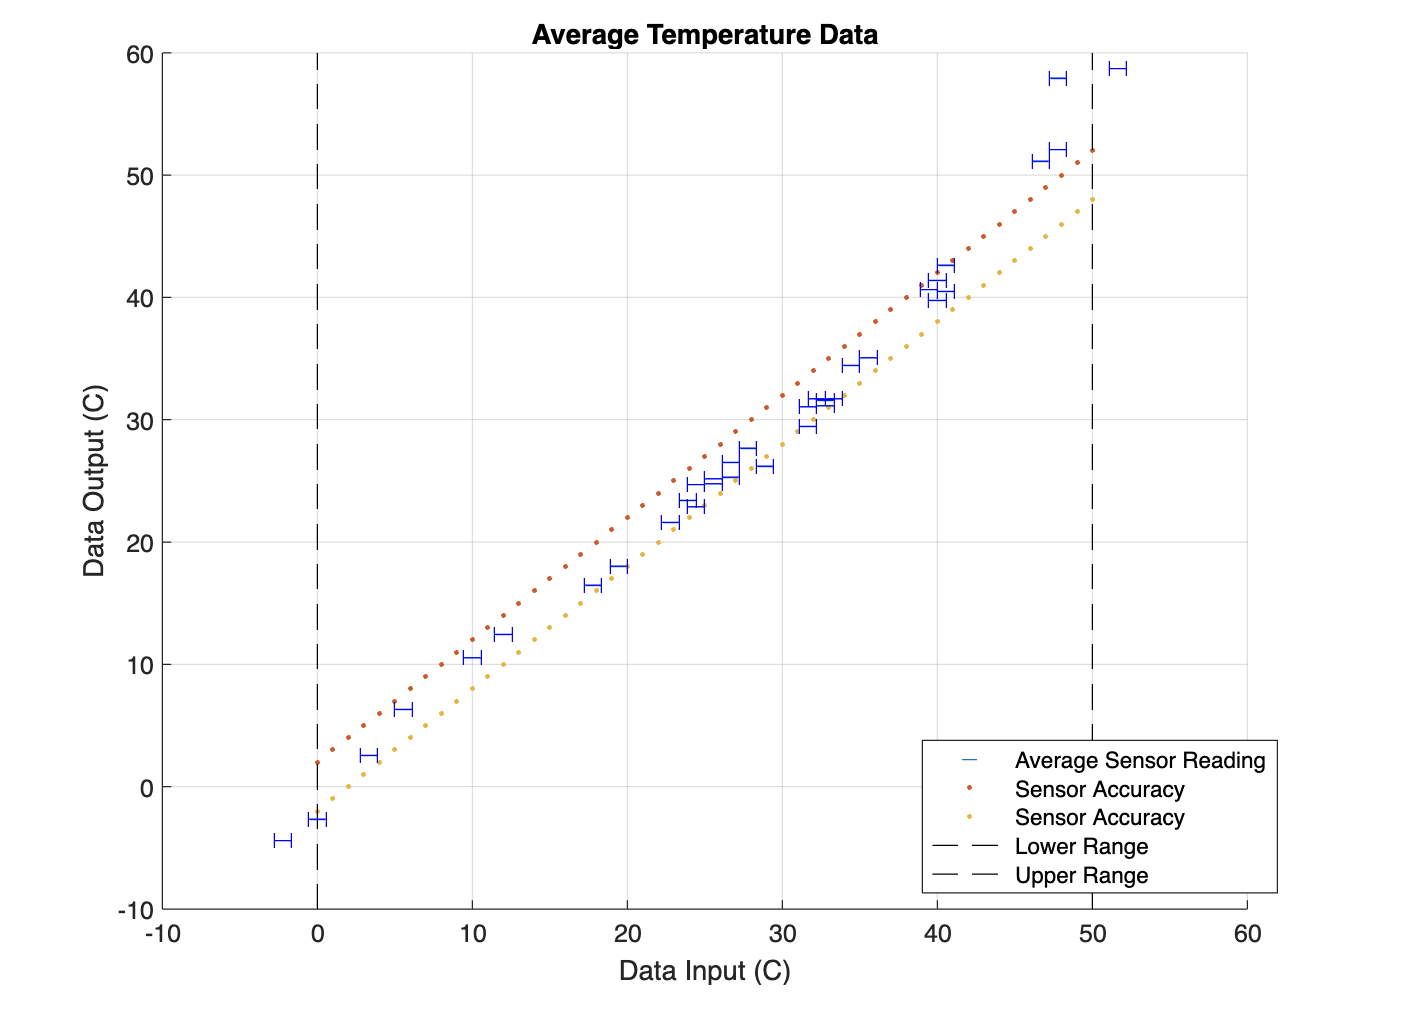 Average Temperature Data
60
50
40
30
20
10
0
-10
Data Output (C)
-10 0 10 20 30 40 50 60
Data Input (C)
Average Sensor Reading
Sensor Accuracy
Sensor Accuracy
Lower Range
Upper Range